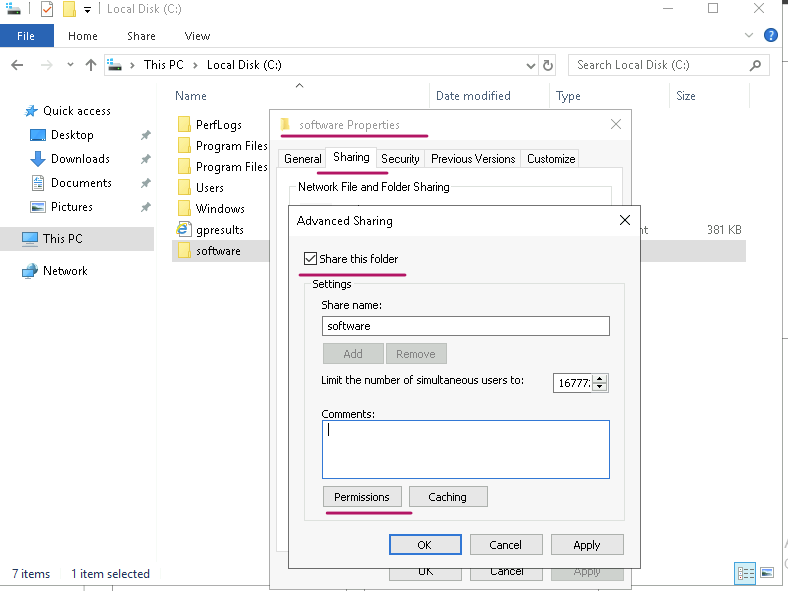 Local Disk (C:)
File Home Share View
This PC Local Disk (C:) Search Local Disk (C:)
Name Date modified Type Size
Quick access
Desktop
Downloads
Documents
Pictures
This PC
Network
PerfLogs
Program Files
Program Files
Users
Windows
gpresults 381 KB
software
software Properties
General Sharing Security Previous Versions Customize
Network File and Folder Sharing
Advanced Sharing
Share this folder
Settings
Share name:
software
Add Remove
Limit the number of simultaneous users to: 16777
Comments:
Permissions Caching
OK Cancel Apply
OK Cancel Apply
7 items 1 item selected